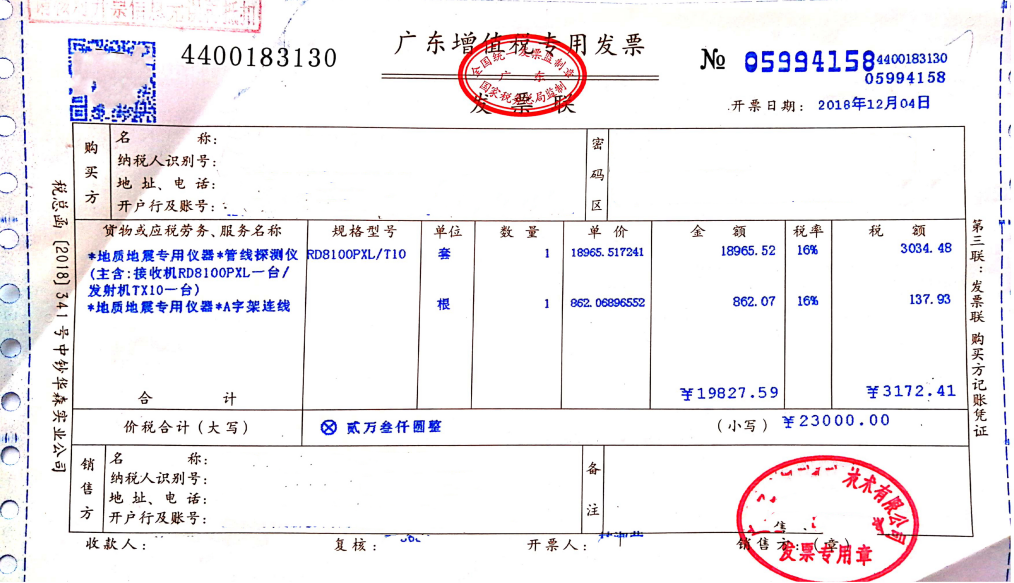 4400183130
广东增值税专用发票
全国统一发票监制章
广东
国家税务总局监制
发票联
№ 05994158
4400183130
05994158
开票日期: 2018年12月04日
购买方
名 称:
纳税人识别号:
地址、电话:
开户行及账号:
密码区
货物或应税劳务、服务名称 规格型号 单位 数量 单价 金额 税率 税额
*地质地震专用仪器*管线探测仪 RD8100PXL/T10 套 1 18965.517241 18965.52 16% 3034.48
(主含:接收机RD8100PXL一台/
发射机TX10一台)
*地质地震专用仪器*A字架连线 根 1 862.06896552 862.07 16% 137.93
合 计 ¥19827.59 ¥3172.41
价税合计(大写) ⊗ 贰万叁仟圆整 (小写) ¥23000.00
销售方
名 称:
纳税人识别号:
地址、电话:
开户行及账号:
备注
收款人: 复核: 开票人: 销售方:(章)
技术有限公司
发票专用章
税总函〔2018〕341号中钞华森实业公司
第三联:发票联 购买方记账凭证